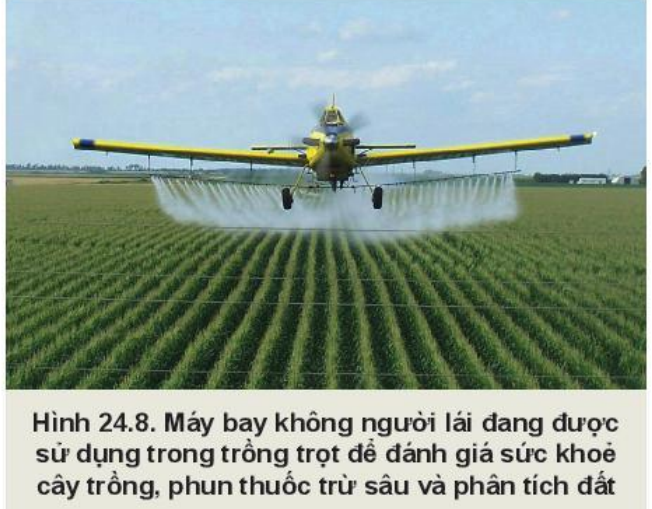 Hình 24.8. Máy bay không người lái đang được
sử dụng trong trồng trọt để đánh giá sức khoẻ
cây trồng, phun thuốc trừ sâu và phân tích đất